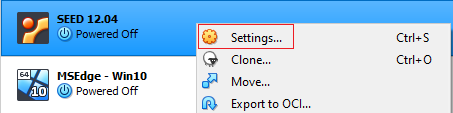 SEED 12.04
Powered Off
64
10
MSEdge - Win10
Powered Off
Settings... Ctrl+S
Clone... Ctrl+O
Move...
Export to OCI...